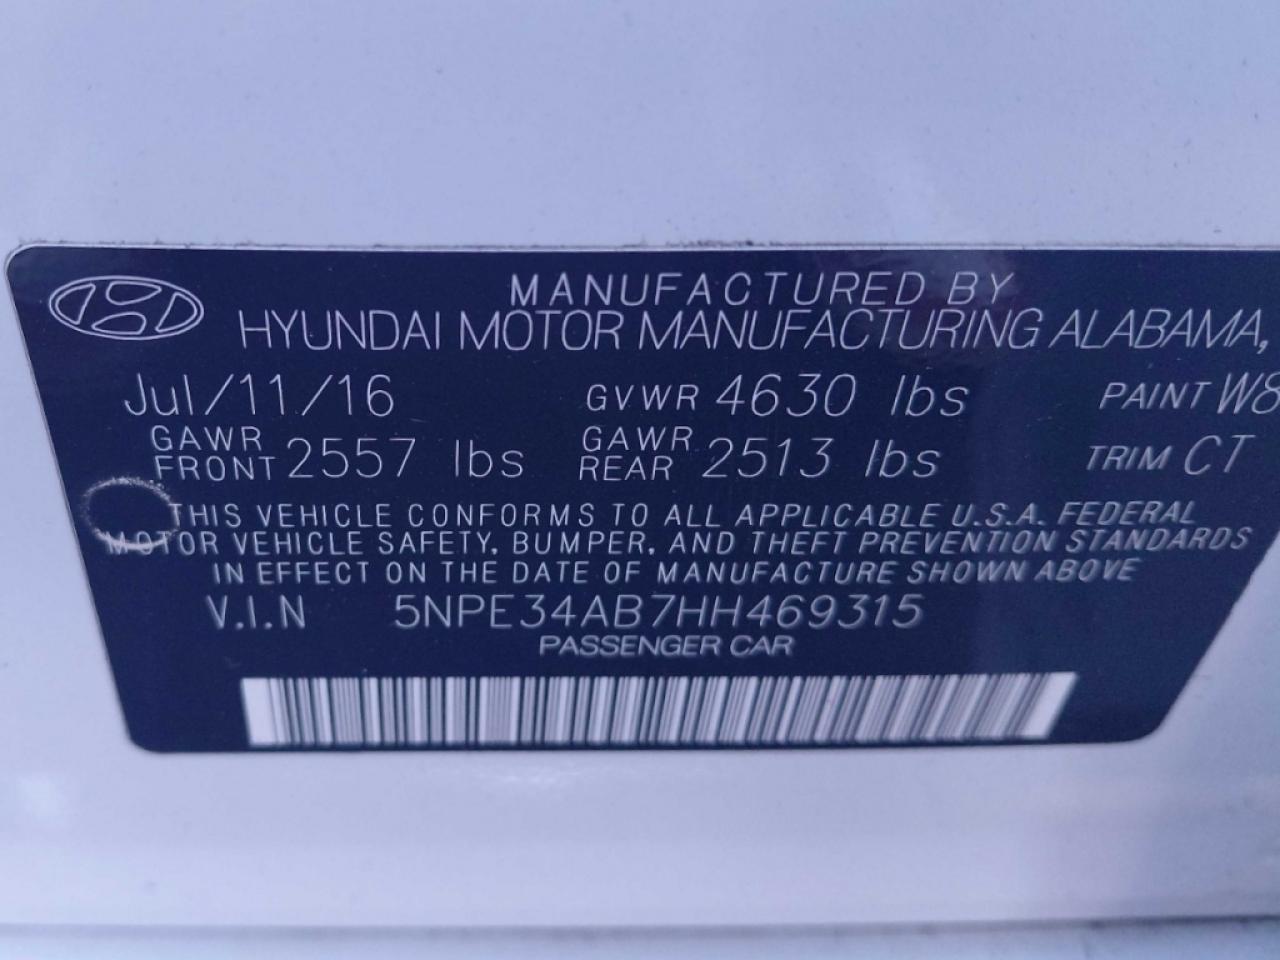 MANUFACTURED BY
HYUNDAI MOTOR MANUFACTURING ALABAMA,
Jul/11/16 GVWR 4630 lbs PAINT W8
GAWR FRONT 2557 lbs GAWR REAR 2513 lbs TRIM CT
THIS VEHICLE CONFORMS TO ALL APPLICABLE U.S.A. FEDERAL
MOTOR VEHICLE SAFETY, BUMPER, AND THEFT PREVENTION STANDARDS
IN EFFECT ON THE DATE OF MANUFACTURE SHOWN ABOVE
V.I.N 5NPE34AB7HH469315
PASSENGER CAR